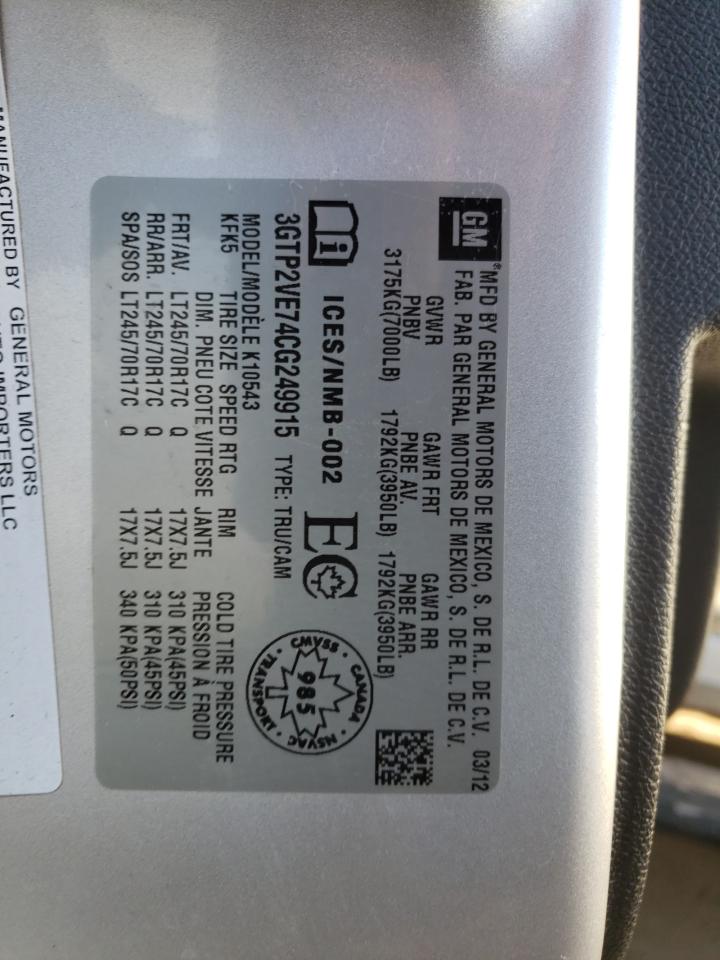 GM
®MFD BY GENERAL MOTORS DE MEXICO, S. DE R.L. DE C.V. 03/12
FAB. PAR GENERAL MOTORS DE MEXICO, S. DE R.L. DE C.V.
GVWR GAWR FRT GAWR RR
PNBV PNBE AV. PNBE ARR.
3175KG(7000LB) 1792KG(3950LB) 1792KG(3950LB)
i ICES/NMB-002 EC
CMVSS · CANADA · NSVAC · TRANSPORT ·
985
3GTP2VE74CG249915 TYPE: TRU/CAM
MODEL/MODÈLE K10543
KFK5 TIRE SIZE SPEED RTG RIM COLD TIRE PRESSURE
DIM. PNEU COTE VITESSE JANTE PRESSION À FROID
FRT/AV. LT245/70R17C Q 17X7.5J 310 KPA(45PSI)
RR/ARR. LT245/70R17C Q 17X7.5J 310 KPA(45PSI)
SPA/SOS LT245/70R17C Q 17X7.5J 340 KPA(50PSI)
MANUFACTURED BY GENERAL MOTORS
IMPORTERS LLC